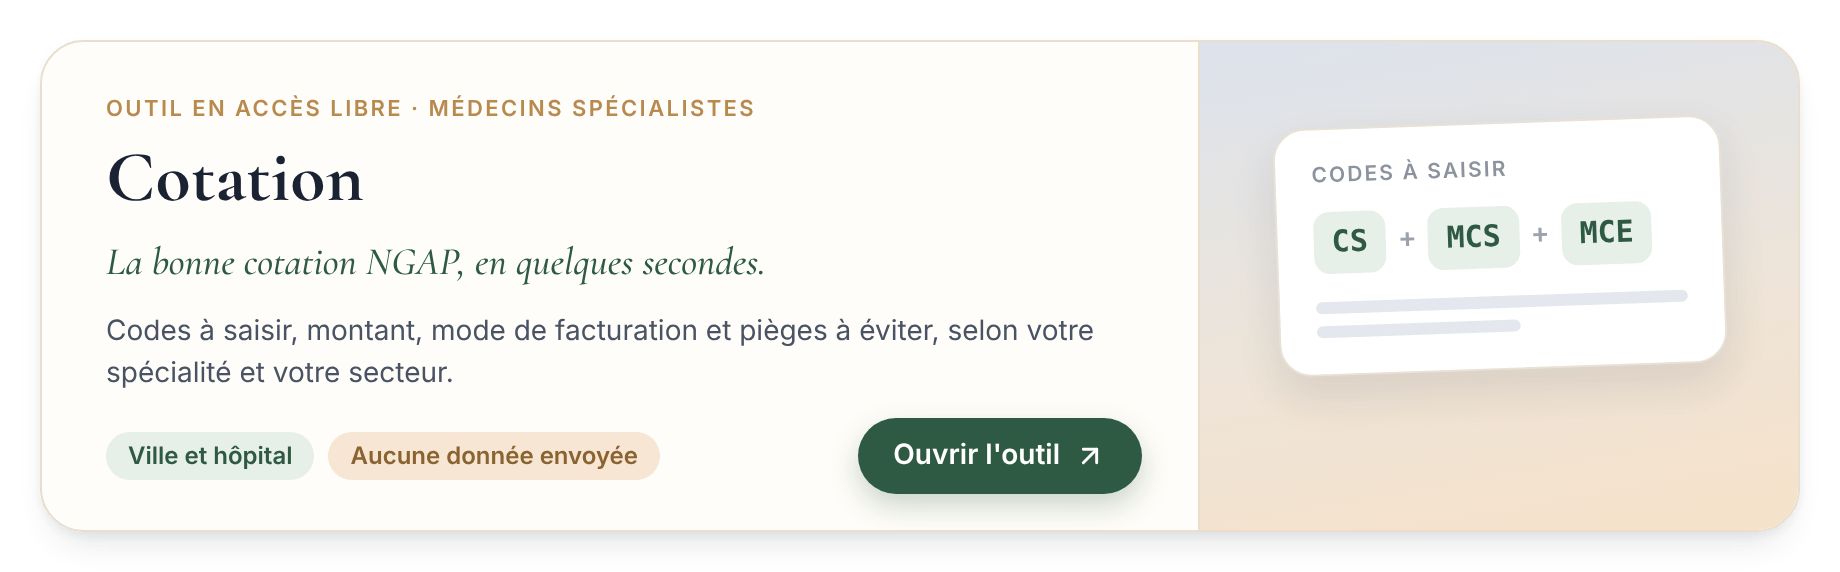 OUTIL EN ACCÈS LIBRE · MÉDECINS SPÉCIALISTES
Cotation
La bonne cotation NGAP, en quelques secondes.
Codes à saisir, montant, mode de facturation et pièges à éviter, selon votre
spécialité et votre secteur.
Ville et hôpital
Aucune donnée envoyée
Ouvrir l'outil
CODES À SAISIR
CS + MCS + MCE